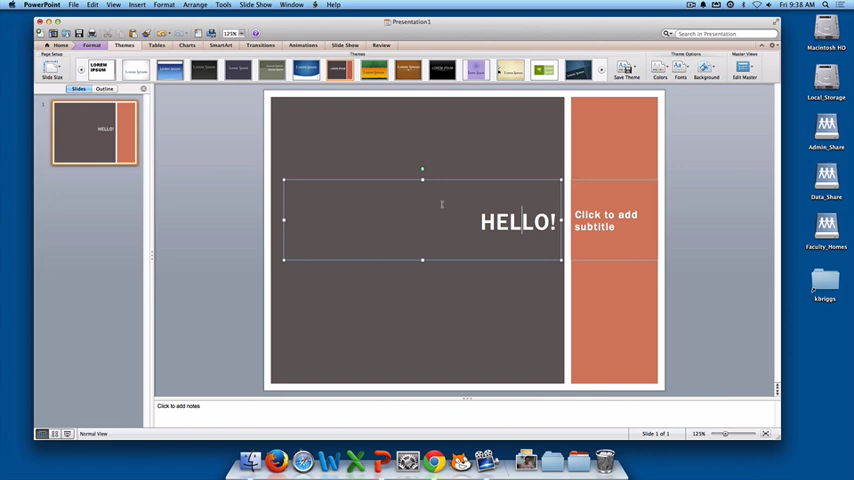 PowerPoint File Edit View Insert Format Arrange Tools Slide Show Window Help
Fri 9:38 AM
Presentation1
125%
Search in Presentation
Home Format Themes Tables Charts SmartArt Transitions Animations Slide Show Review
Page Setup Themes Theme Options Master Views
LOREM IPSUM
Slide Size Save Theme Colors Fonts Background Edit Master
Slides Outline
1
HELLO!
HELLO!
Click to add
subtitle
Click to add notes
Normal View Slide 1 of 1 125%
Macintosh HD
Local_Storage
Admin_Share
Data_Share
Faculty_Homes
kbriggs